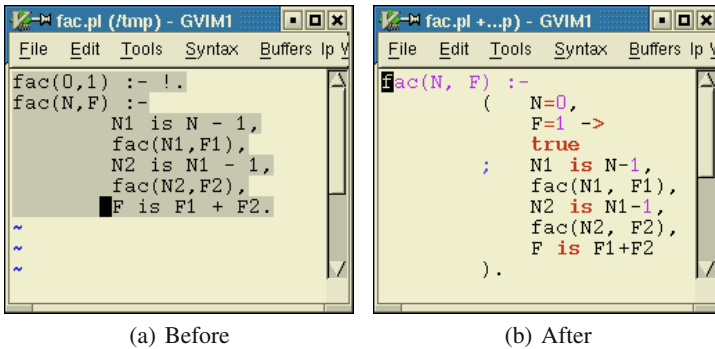 fac.pl (/tmp) - GVIM1
File Edit Tools Syntax Buffers
fac(0,1) :- !.
fac(N,F) :-
N1 is N - 1,
fac(N1,F1),
N2 is N1 - 1,
fac(N2,F2),
F is F1 + F2.
~
~
~
(a) Before
fac.pl +...p) - GVIM1
File Edit Tools Syntax Buffers
fac(N, F) :-
( N=0,
F=1 ->
true
; N1 is N-1,
fac(N1, F1),
N2 is N1-1,
fac(N2, F2),
F is F1+F2
).
(b) After